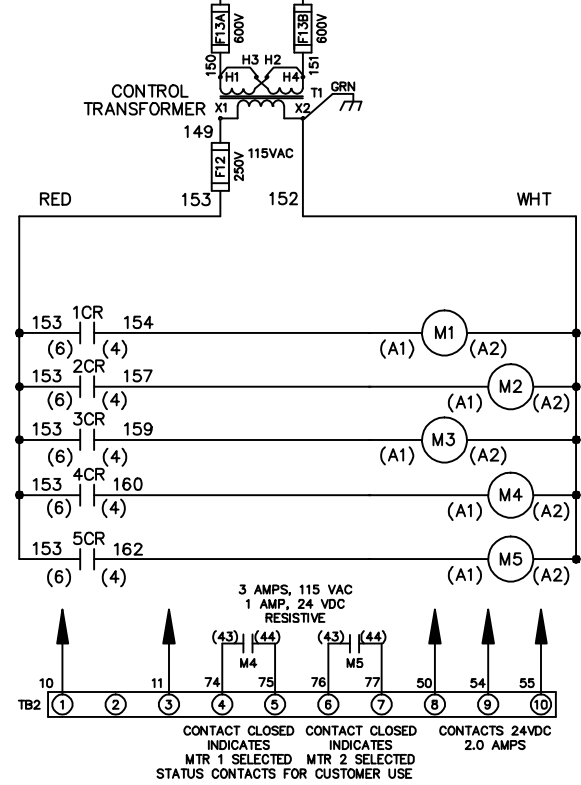 F13A 600V F13B 600V
150 H3 H2 151
H1 H4
CONTROL
TRANSFORMER
T1 GRN
X1 X2
149
F12 250V 115VAC
RED 153 152 WHT
1CR
153 154 M1
(6) (4) (A1) (A2)
2CR
153 157 M2
(6) (4) (A1) (A2)
3CR
153 159 M3
(6) (4) (A1) (A2)
4CR
153 160 M4
(6) (4) (A1) (A2)
5CR
153 162 M5
(6) (4) (A1) (A2)
3 AMPS, 115 VAC
1 AMP, 24 VDC
RESISTIVE
(43) (44) (43) (44)
M4 M5
10 11 74 75 76 77 50 54 55
TB2 1 2 3 4 5 6 7 8 9 10
CONTACT CLOSED
INDICATES
MTR 1 SELECTED
CONTACT CLOSED
INDICATES
MTR 2 SELECTED
CONTACTS 24VDC
2.0 AMPS
STATUS CONTACTS FOR CUSTOMER USE